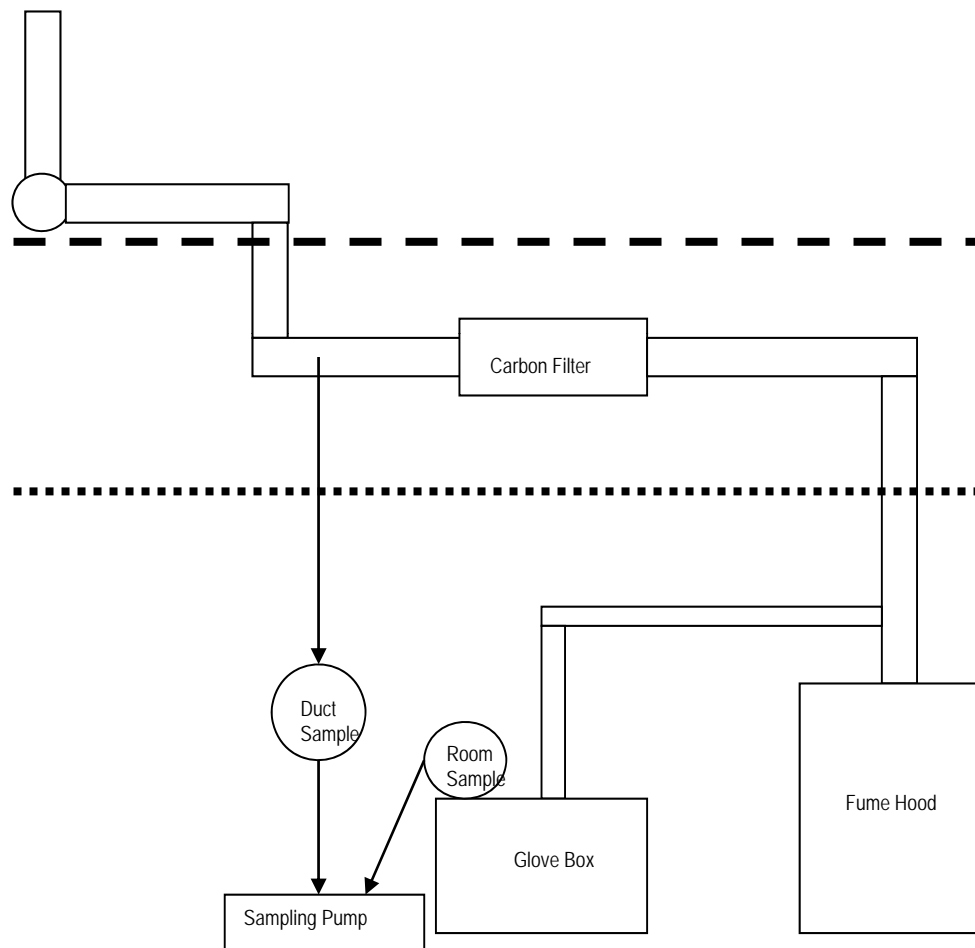 Carbon Filter
Duct
Sample
Room
Sample
Fume Hood
Glove Box
Sampling Pump